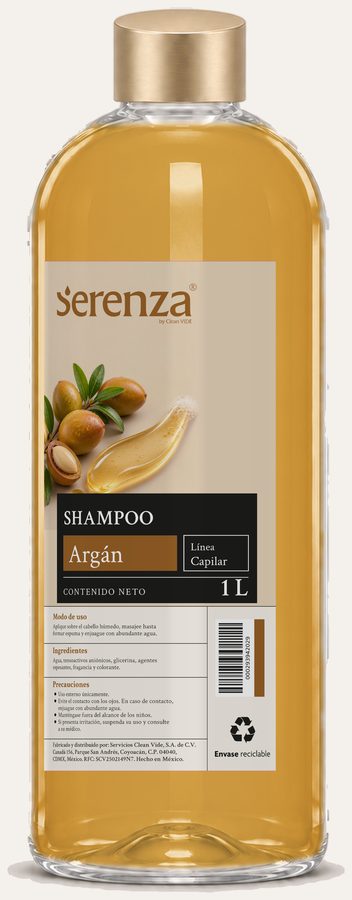 Serenza®
by Clean VIDE
SHAMPOO
Argán
Línea
Capilar
CONTENIDO NETO
1 L
Modo de uso
Aplique sobre el cabello húmedo, masajee hasta
formar espuma y enjuague con abundante agua.
Ingredientes
Agua, tensoactivos aniónicos, glicerina, agentes
espesantes, fragancia y colorante.
Precauciones
• Uso externo únicamente.
• Evite el contacto con los ojos. En caso de contacto,
enjuague con abundante agua.
• Manténgase fuera del alcance de los niños.
• Si presenta irritación, suspenda su uso y consulte
a su médico.
Fabricado y distribuido por: Servicios Clean Vide, S.A. de C.V.
Canadá 156, Parque San Andrés, Coyoacán, C.P. 04040,
CDMX, México. RFC: SCV2502149N7. Hecho en México.
000293942029
Envase reciclable